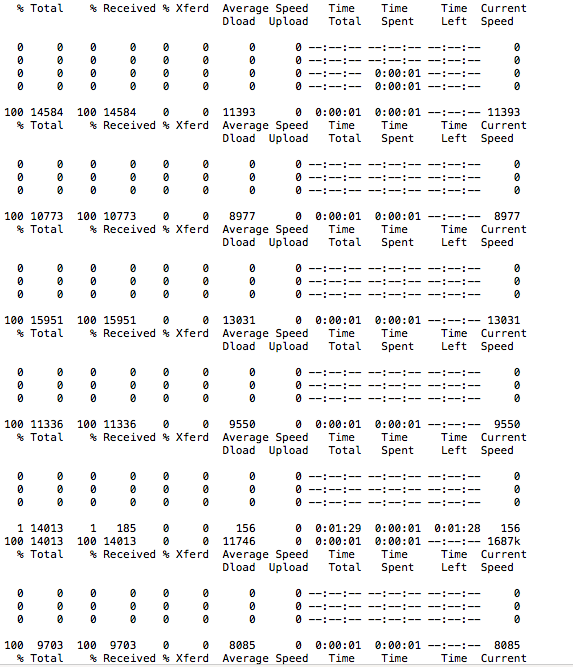 % Total % Received % Xferd Average Speed Time Time Time Current
Dload Upload Total Spent Left Speed
0 0 0 0 0 0 0 0 --:--:-- --:--:-- --:--:-- 0
0 0 0 0 0 0 0 0 --:--:-- --:--:-- --:--:-- 0
0 0 0 0 0 0 0 0 --:--:-- 0:00:01 --:--:-- 0
0 0 0 0 0 0 0 0 --:--:-- 0:00:01 --:--:-- 0
100 14584 100 14584 0 0 11393 0 0:00:01 0:00:01 --:--:-- 11393
% Total % Received % Xferd Average Speed Time Time Time Current
Dload Upload Total Spent Left Speed
0 0 0 0 0 0 0 0 --:--:-- --:--:-- --:--:-- 0
0 0 0 0 0 0 0 0 --:--:-- --:--:-- --:--:-- 0
0 0 0 0 0 0 0 0 --:--:-- --:--:-- --:--:-- 0
100 10773 100 10773 0 0 8977 0 0:00:01 0:00:01 --:--:-- 8977
% Total % Received % Xferd Average Speed Time Time Time Current
Dload Upload Total Spent Left Speed
0 0 0 0 0 0 0 0 --:--:-- --:--:-- --:--:-- 0
0 0 0 0 0 0 0 0 --:--:-- --:--:-- --:--:-- 0
0 0 0 0 0 0 0 0 --:--:-- --:--:-- --:--:-- 0
100 15951 100 15951 0 0 13031 0 0:00:01 0:00:01 --:--:-- 13031
% Total % Received % Xferd Average Speed Time Time Time Current
Dload Upload Total Spent Left Speed
0 0 0 0 0 0 0 0 --:--:-- --:--:-- --:--:-- 0
0 0 0 0 0 0 0 0 --:--:-- --:--:-- --:--:-- 0
0 0 0 0 0 0 0 0 --:--:-- --:--:-- --:--:-- 0
100 11336 100 11336 0 0 9550 0 0:00:01 0:00:01 --:--:-- 9550
% Total % Received % Xferd Average Speed Time Time Time Current
Dload Upload Total Spent Left Speed
0 0 0 0 0 0 0 0 --:--:-- --:--:-- --:--:-- 0
0 0 0 0 0 0 0 0 --:--:-- --:--:-- --:--:-- 0
0 0 0 0 0 0 0 0 --:--:-- --:--:-- --:--:-- 0
1 14013 1 185 0 0 156 0 0:01:29 0:00:01 0:01:28 156
100 14013 100 14013 0 0 11746 0 0:00:01 0:00:01 --:--:-- 1687k
% Total % Received % Xferd Average Speed Time Time Time Current
Dload Upload Total Spent Left Speed
0 0 0 0 0 0 0 0 --:--:-- --:--:-- --:--:-- 0
0 0 0 0 0 0 0 0 --:--:-- --:--:-- --:--:-- 0
0 0 0 0 0 0 0 0 --:--:-- --:--:-- --:--:-- 0
100 9703 100 9703 0 0 8085 0 0:00:01 0:00:01 --:--:-- 8085
% Total % Received % Xferd Average Speed Time Time Time Current